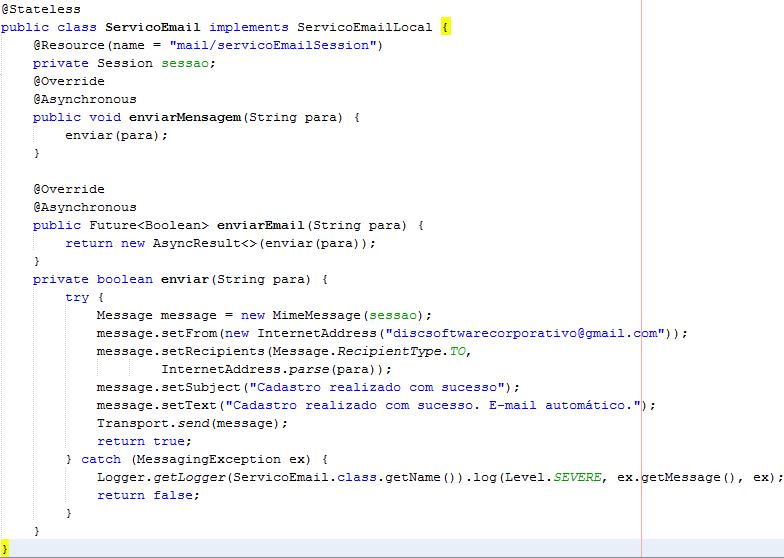 @Stateless
public class ServicoEmail implements ServicoEmailLocal {
    @Resource(name = "mail/servicoEmailSession")
    private Session sessao;
    @Override
    @Asynchronous
    public void enviarMensagem(String para) {
        enviar(para);
    }

    @Override
    @Asynchronous
    public Future<Boolean> enviarEmail(String para) {
        return new AsyncResult<>(enviar(para));
    }
    private boolean enviar(String para) {
        try {
            Message message = new MimeMessage(sessao);
            message.setFrom(new InternetAddress("discsoftwarecorporativo@gmail.com"));
            message.setRecipients(Message.RecipientType.TO,
                    InternetAddress.parse(para));
            message.setSubject("Cadastro realizado com sucesso");
            message.setText("Cadastro realizado com sucesso. E-mail automático.");
            Transport.send(message);
            return true;
        } catch (MessagingException ex) {
            Logger.getLogger(ServicoEmail.class.getName()).log(Level.SEVERE, ex.getMessage(), ex);
            return false;
        }
    }
}